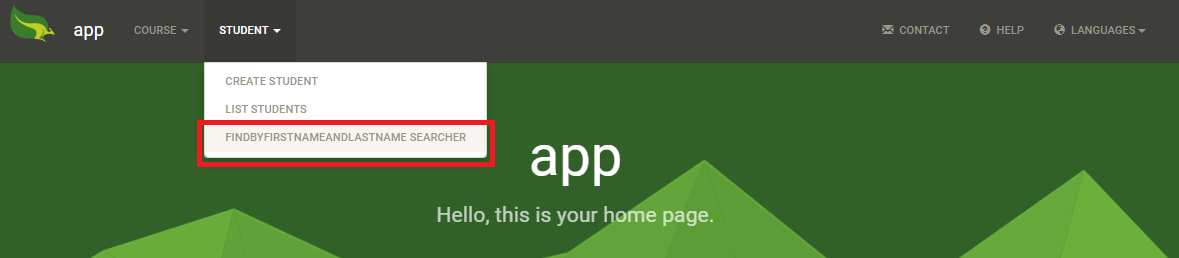 app COURSE STUDENT CONTACT HELP LANGUAGES
CREATE STUDENT
LIST STUDENTS
FINDBYFIRSTNAMEANDLASTNAME SEARCHER
app
Hello, this is your home page.